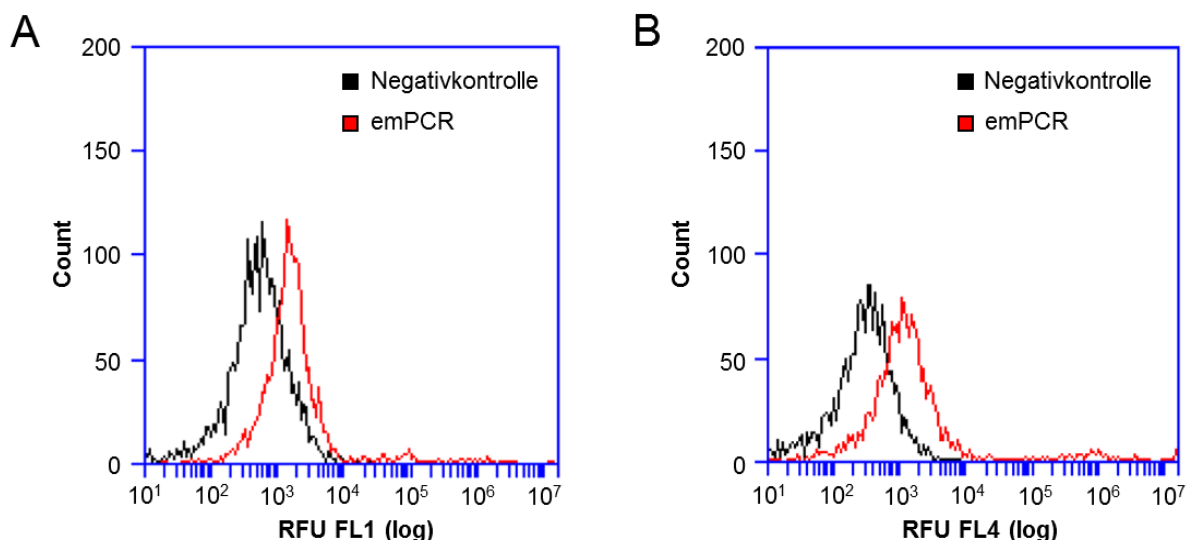 A
200
150
100
50
0
Count
Negativkontrolle
emPCR
10¹ 10² 10³ 10⁴ 10⁵ 10⁶ 10⁷
RFU FL1 (log)
B
200
150
100
50
0
Count
Negativkontrolle
emPCR
10¹ 10² 10³ 10⁴ 10⁵ 10⁶ 10⁷
RFU FL4 (log)